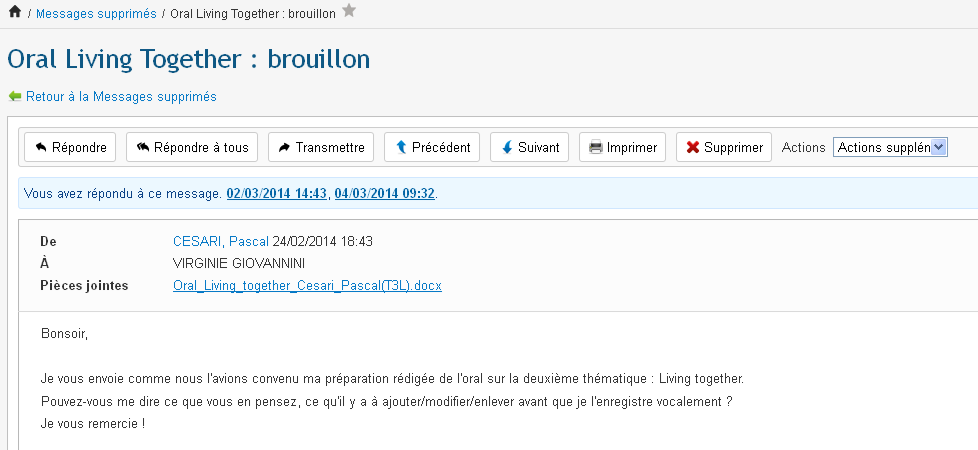 / Messages supprimés / Oral Living Together : brouillon
Oral Living Together : brouillon
Retour à la Messages supprimés
Répondre Répondre à tous Transmettre Précédent Suivant Imprimer Supprimer Actions Actions supplén
Vous avez répondu à ce message. 02/03/2014 14:43, 04/03/2014 09:32.
De CESARI, Pascal 24/02/2014 18:43
À VIRGINIE GIOVANNINI
Pièces jointes Oral_Living_together_Cesari_Pascal(T3L).docx
Bonsoir,
Je vous envoie comme nous l'avions convenu ma préparation rédigée de l'oral sur la deuxième thématique : Living together.
Pouvez-vous me dire ce que vous en pensez, ce qu'il y a à ajouter/modifier/enlever avant que je l'enregistre vocalement ?
Je vous remercie !